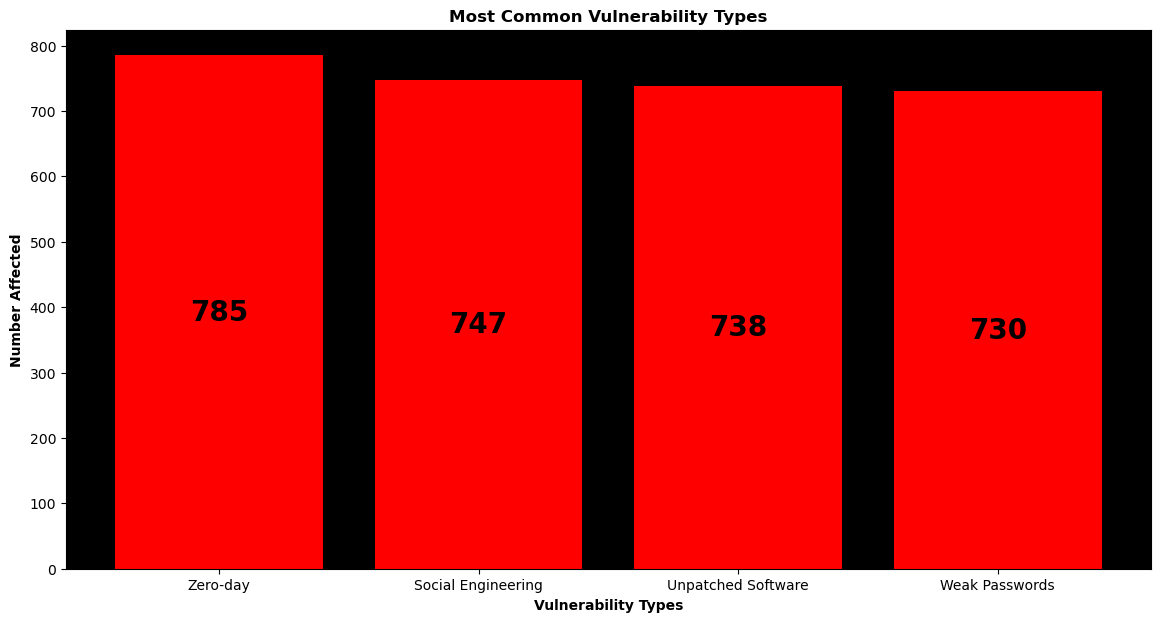 Most Common Vulnerability Types
Number Affected
800
700
600
500
400
300
200
100
0
785
747
738
730
Zero-day
Social Engineering
Unpatched Software
Weak Passwords
Vulnerability Types